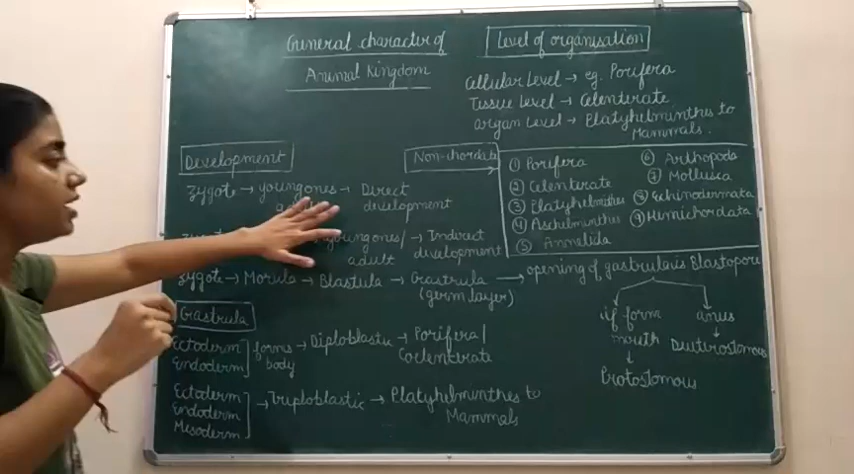 General character of
Animal Kingdom
Level of organisation
Cellular Level → eg. Porifera
Tissue Level → Celenterate
organ Level → Platyhelminthes to
Mammals.
Development
Zygote → youngones → Direct
development
youngones/ → Indirect
adult development
Zygote → Morula → Blastula → Gastrula → opening of gastrula is Blastopore
(germ layer)
Non-chordata
① Porifera
② Celenterate
③ Platyhelminthes
④ Aschelminthes
⑤ Annelida
⑥ Arthopoda
⑦ Mollusca
⑧ Echinodermata
⑨ Hemichordata
if form
mouth
↓
Protostomous
anus
↓
Deuterostomous
Gastrula
Ectoderm
Endoderm
forms → Diploblastic → Porifera/
body Coelenterate
Ectoderm
Endoderm
Mesoderm
→ Triploblastic → Platyhelminthes to
Mammals